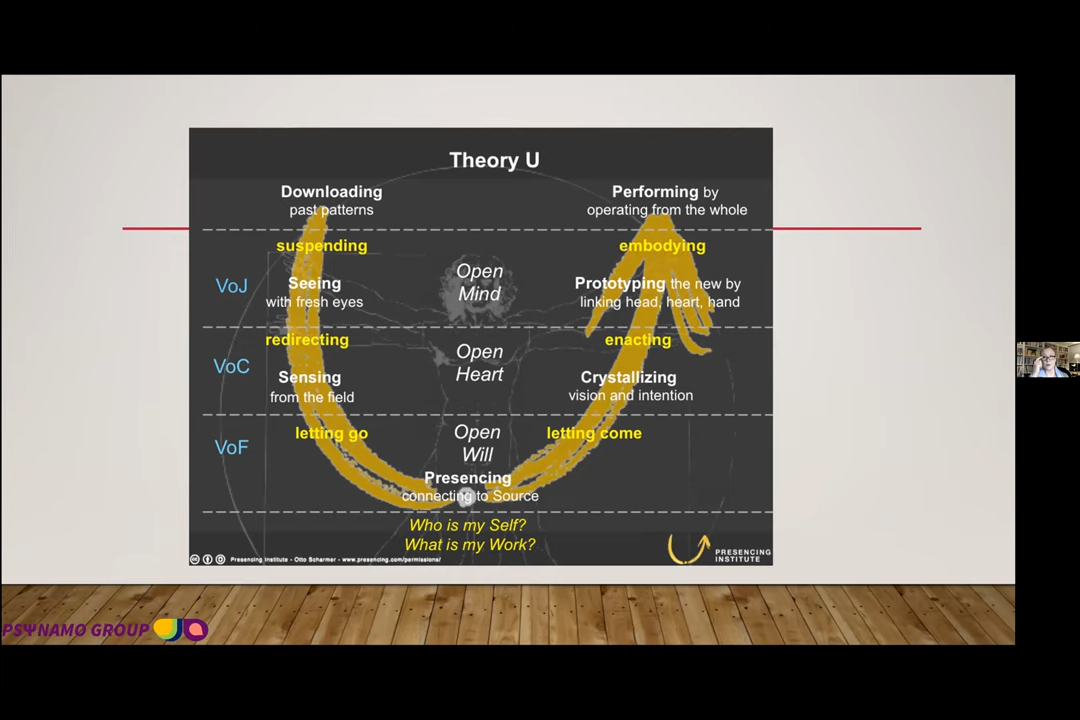 Theory U
Downloading
past patterns
Performing by
operating from the whole
suspending
embodying
VoJ
Seeing
with fresh eyes
Open
Mind
Prototyping the new by
linking head, heart, hand
redirecting
enacting
VoC
Sensing
from the field
Open
Heart
Crystallizing
vision and intention
letting go
letting come
VoF
Open
Will
Presencing
connecting to Source
Who is my Self?
What is my Work?
cc Presencing Institute - Otto Scharmer - www.presencing.com/permissions/
PRESENCING
INSTITUTE
PSΨNAMO GROUP